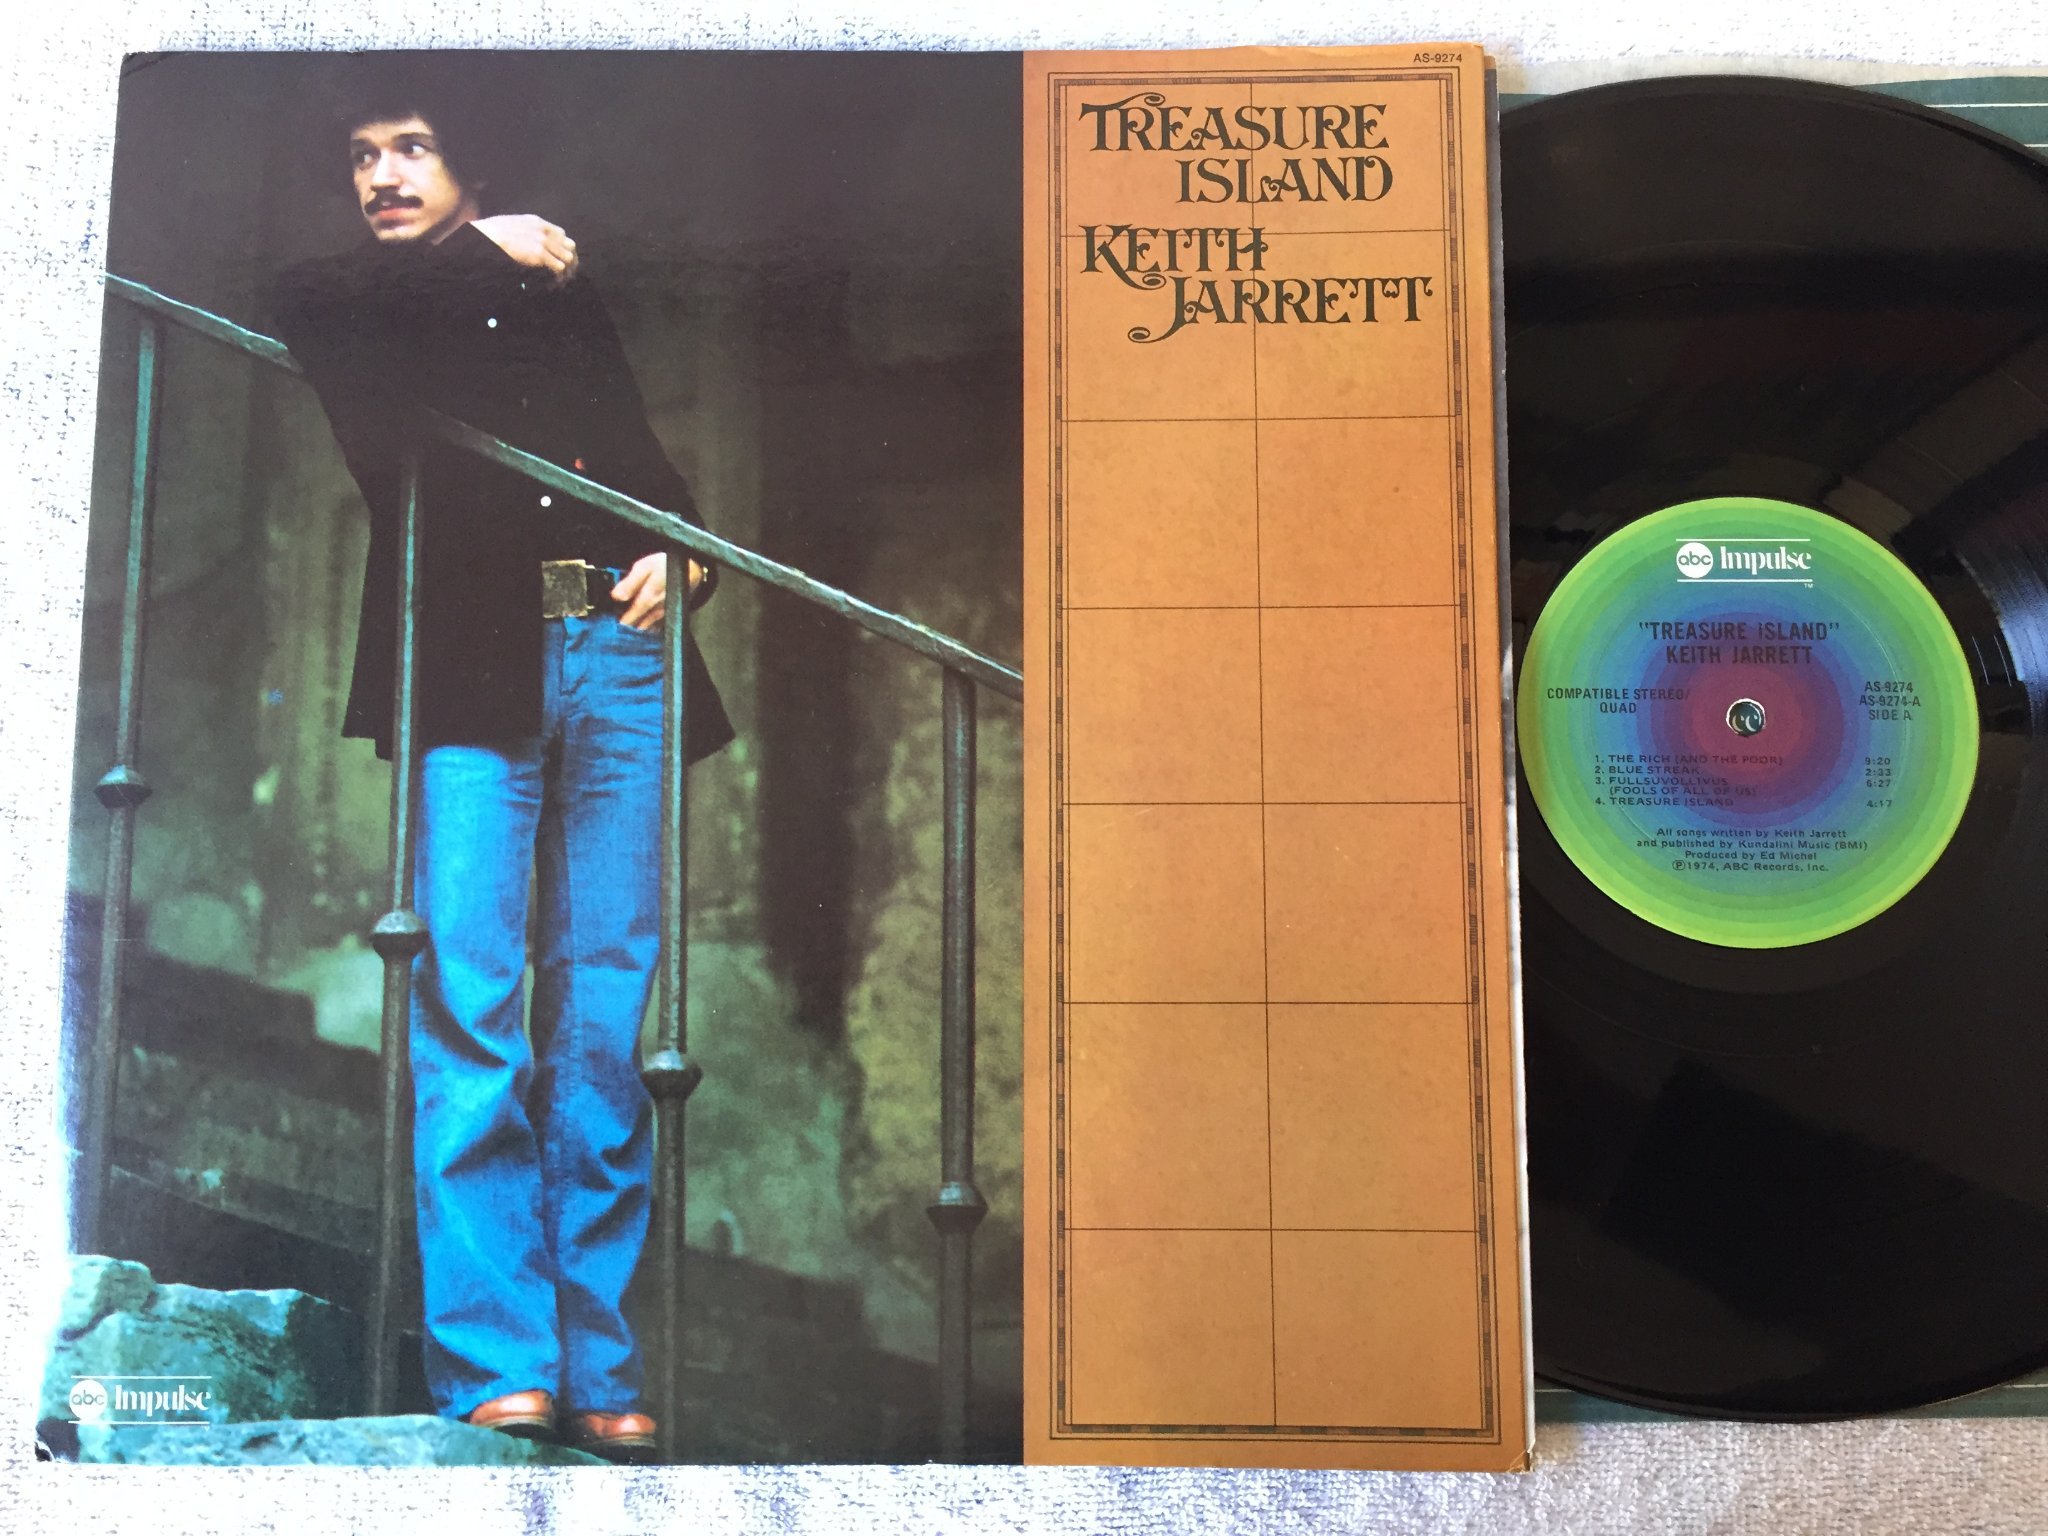 AS-9274
TREASURE
ISLAND
KEITH
JARRETT
abc Impulse
abc Impulse
TM
"TREASURE ISLAND"
KEITH JARRETT
COMPATIBLE STEREO/
QUAD
AS-9274
AS-9274-A
SIDE A
1. THE RICH (AND THE POOR) 9:20
2. BLUE STREAK 2:33
3. FULLSUVOLLIVUS 6:27
(FOOLS OF ALL OF US)
4. TREASURE ISLAND 4:17
All songs written by Keith Jarrett
and published by Kundalini Music (BMI)
Produced by Ed Michel
Ⓟ1974, ABC Records, Inc.